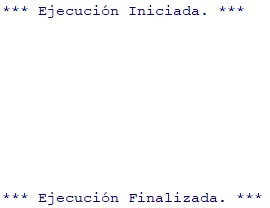 *** Ejecución Iniciada. ***
*** Ejecución Finalizada. ***